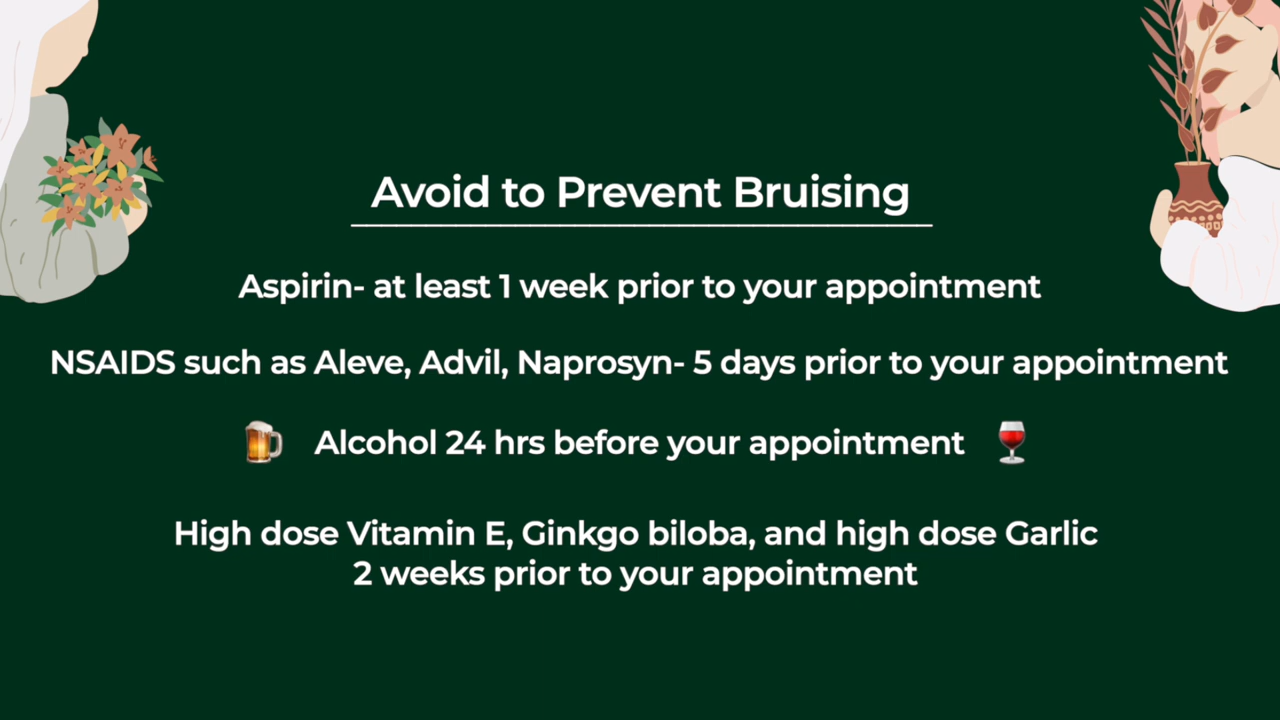 Avoid to Prevent Bruising
Aspirin- at least 1 week prior to your appointment
NSAIDS such as Aleve, Advil, Naprosyn- 5 days prior to your appointment
Alcohol 24 hrs before your appointment
High dose Vitamin E, Ginkgo biloba, and high dose Garlic
2 weeks prior to your appointment